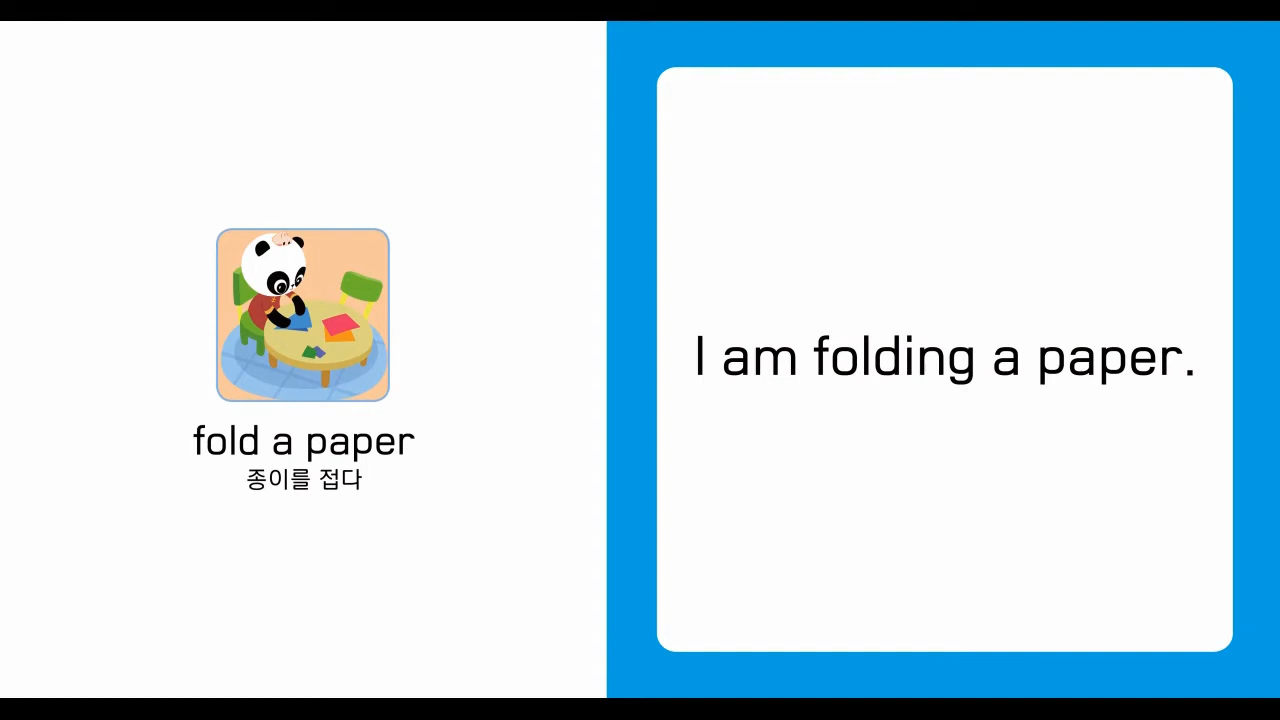 fold a paper
종이를 접다
I am folding a paper.